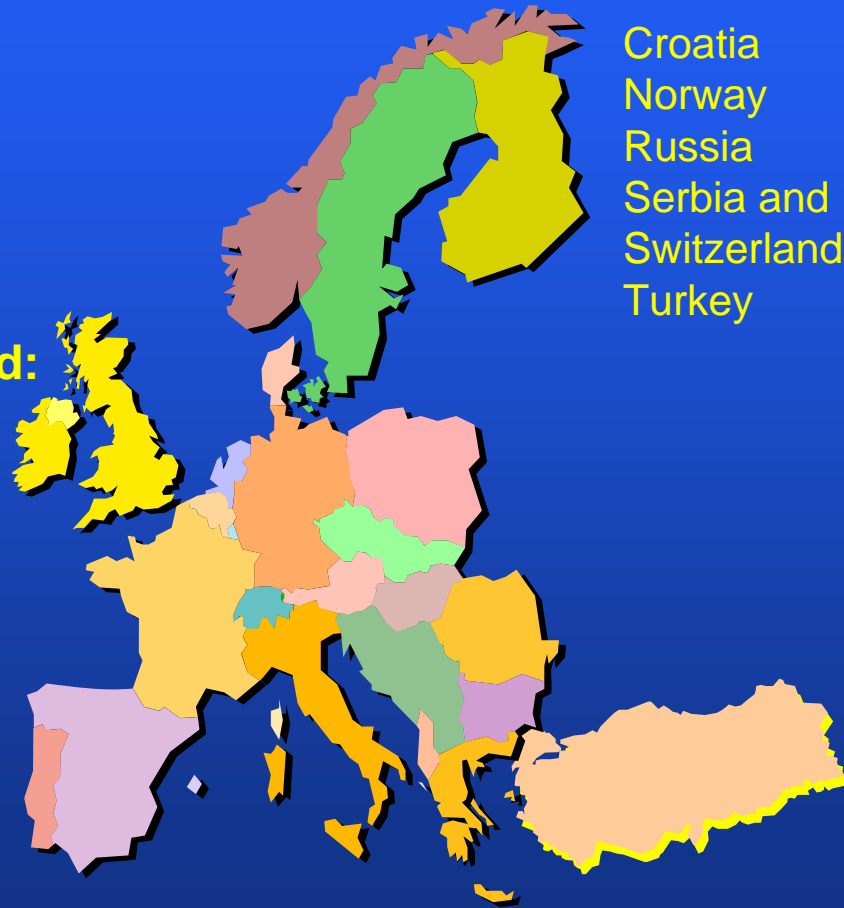 Croatia
Norway
Russia
Serbia and
Switzerland
Turkey
d: